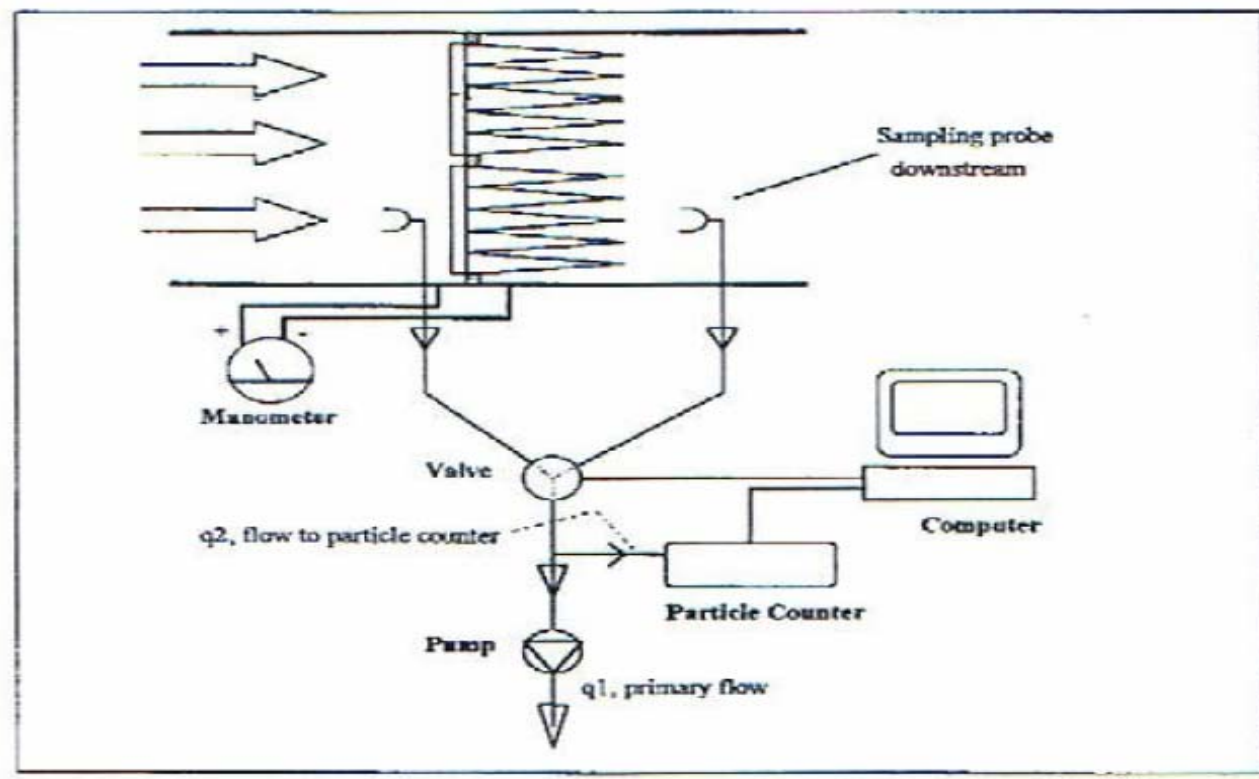 Sampling probe
downstream
+ -
Manometer
Valve
q2, flow to particle counter
Computer
Particle Counter
Pump
q1, primary flow